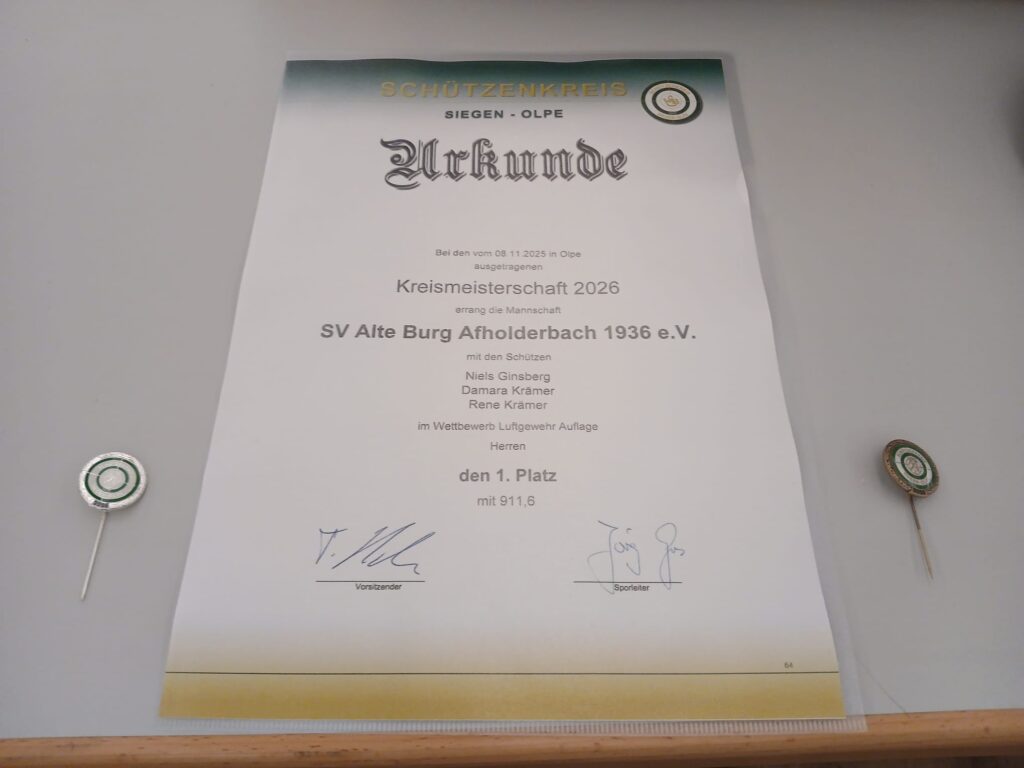 SCHÜTZENKREIS
SIEGEN - OLPE
Urkunde
Bei den vom 08.11.2025 in Olpe
ausgetragenen
Kreismeisterschaft 2026
errang die Mannschaft
SV Alte Burg Afholderbach 1936 e.V.
mit den Schützen
Niels Ginsberg
Damara Krämer
Rene Krämer
im Wettbewerb Luftgewehr Auflage
Herren
den 1. Platz
mit 911,6
Vorsitzender
Sporleiter
64